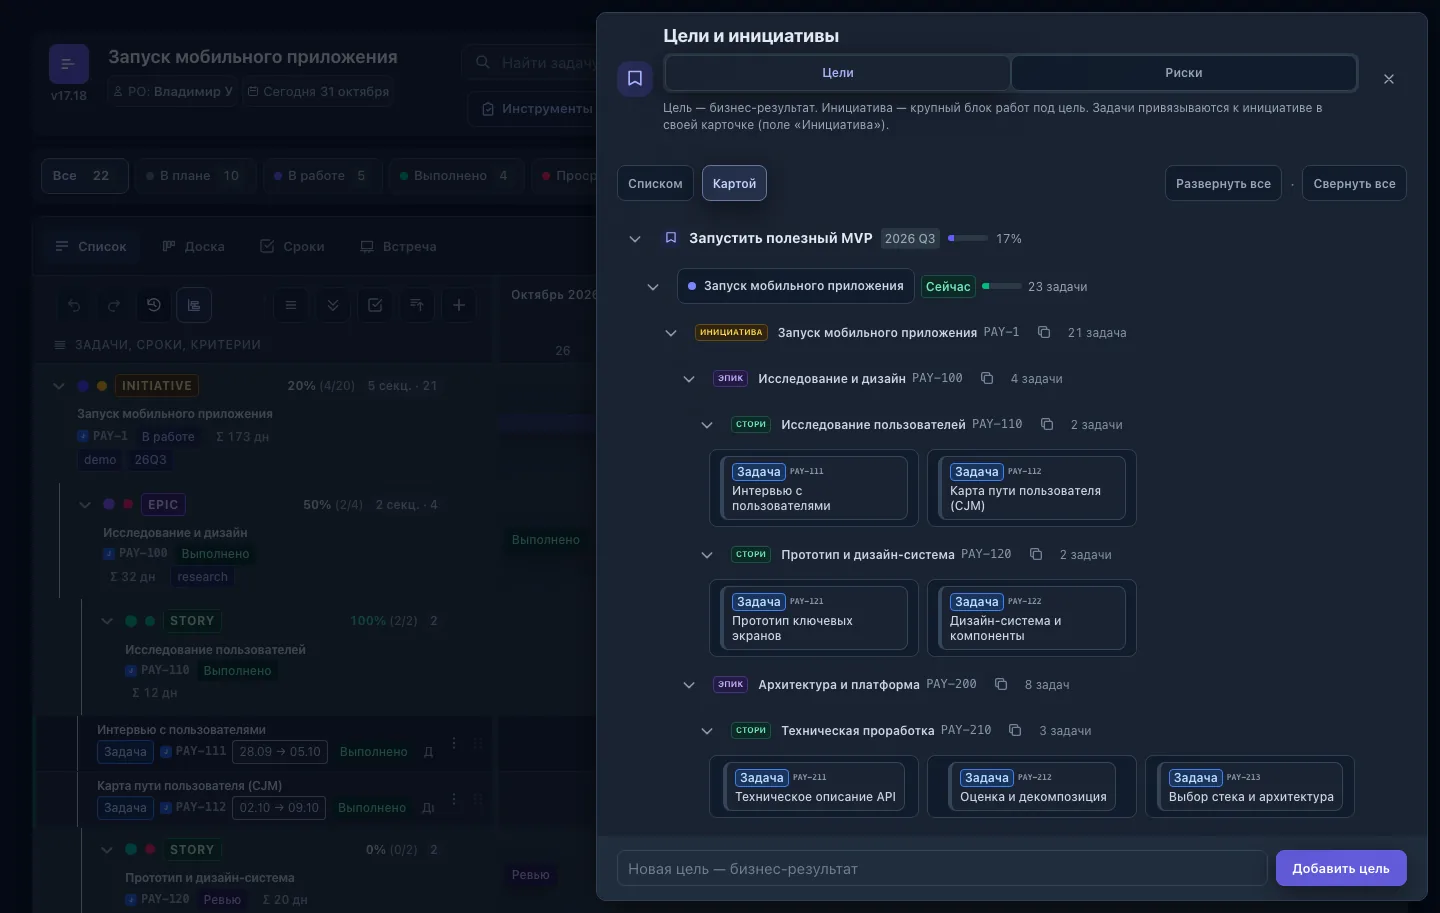 Запуск мобильного приложения
v17.18
PO: Владимир У
Сегодня 31 октября
Найти задачу
Инструменты
Все 22
В плане 10
В работе 5
Выполнено 4
Проср
Список
Доска
Сроки
Встреча
Октябрь 2026
ЗАДАЧИ, СРОКИ, КРИТЕРИИ
26
INITIATIVE
20% (4/20) 5 секц. · 21
Запуск мобильного приложения
PAY-1 В работе Σ 173 дн
demo 26Q3
EPIC
50% (2/4) 2 секц. · 4
Исследование и дизайн
PAY-100 Выполнено
Выполнено
Σ 32 дн research
STORY
100% (2/2) 2
Исследование пользователей
PAY-110 Выполнено
Σ 12 дн
Интервью с пользователями
Задача PAY-111 28.09 → 05.10 Выполнено Д
Карта пути пользователя (CJM)
Задача PAY-112 02.10 → 09.10 Выполнено
STORY
0% (0/2) 2
Прототип и дизайн-система
Ревью
PAY-120 Ревью Σ 20 дн
Цели и инициативы
Цели
Риски
Цель — бизнес-результат. Инициатива — крупный блок работ под цель. Задачи привязываются к инициативе в
своей карточке (поле «Инициатива»).
Списком
Картой
Развернуть все · Свернуть все
Запустить полезный MVP 2026 Q3 17%
Запуск мобильного приложения Сейчас 23 задачи
ИНИЦИАТИВА Запуск мобильного приложения PAY-1 21 задача
ЭПИК Исследование и дизайн PAY-100 4 задачи
СТОРИ Исследование пользователей PAY-110 2 задачи
Задача PAY-111
Интервью с
пользователями
Задача PAY-112
Карта пути пользователя
(CJM)
СТОРИ Прототип и дизайн-система PAY-120 2 задачи
Задача PAY-121
Прототип ключевых
экранов
Задача PAY-122
Дизайн-система и
компоненты
ЭПИК Архитектура и платформа PAY-200 8 задач
СТОРИ Техническая проработка PAY-210 3 задачи
Задача PAY-211
Техническое описание API
Задача PAY-212
Оценка и декомпозиция
Задача PAY-213
Выбор стека и архитектура
Новая цель — бизнес-результат
Добавить цель